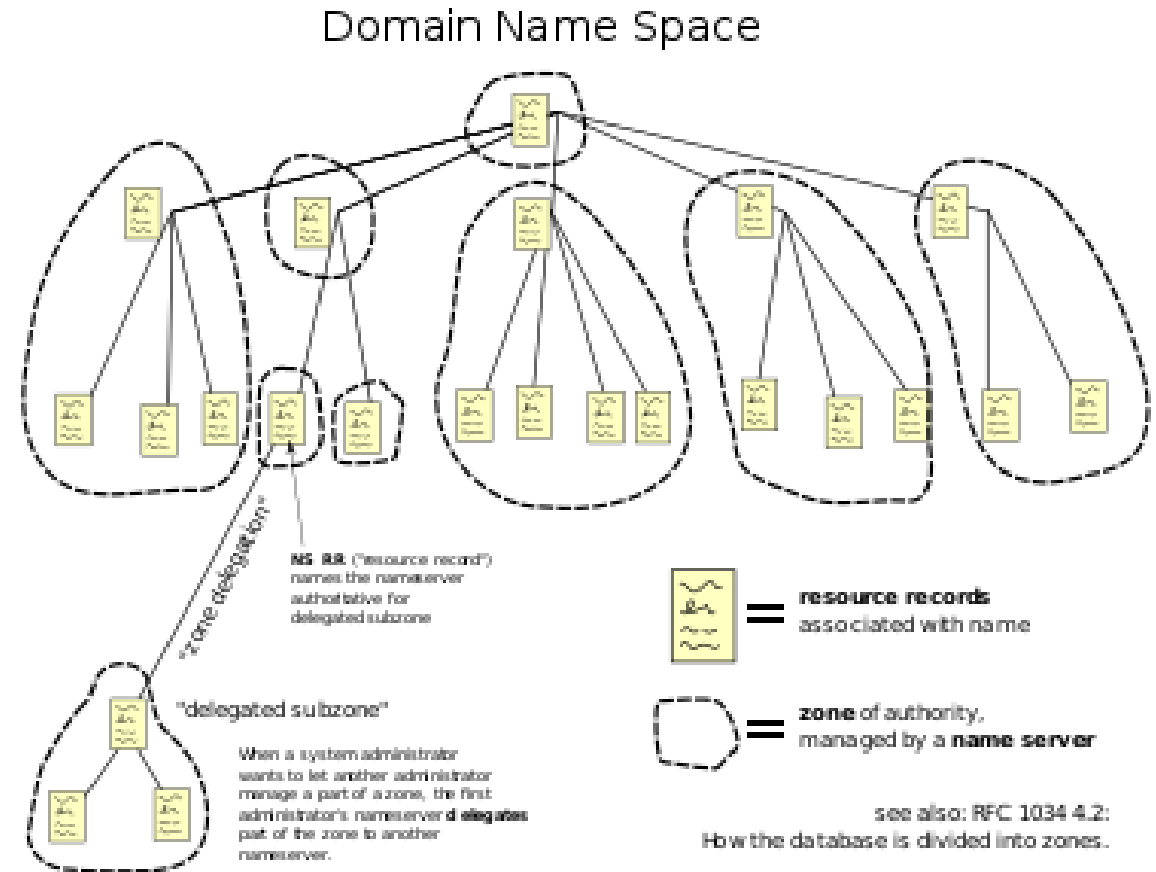 Domain Name Space
"zone delegation"
NS RR ("resource record")
names the nameserver
authoritative for
delegated subzone
resource records
associated with name
"delegated subzone"
When a system administrator
wants to let another administrator
manage a part of a zone, the first
administrator's nameserver delegates
part of the zone to another
nameserver.
zone of authority,
managed by a name server
see also: RFC 1034 4.2:
How the database is divided into zones.